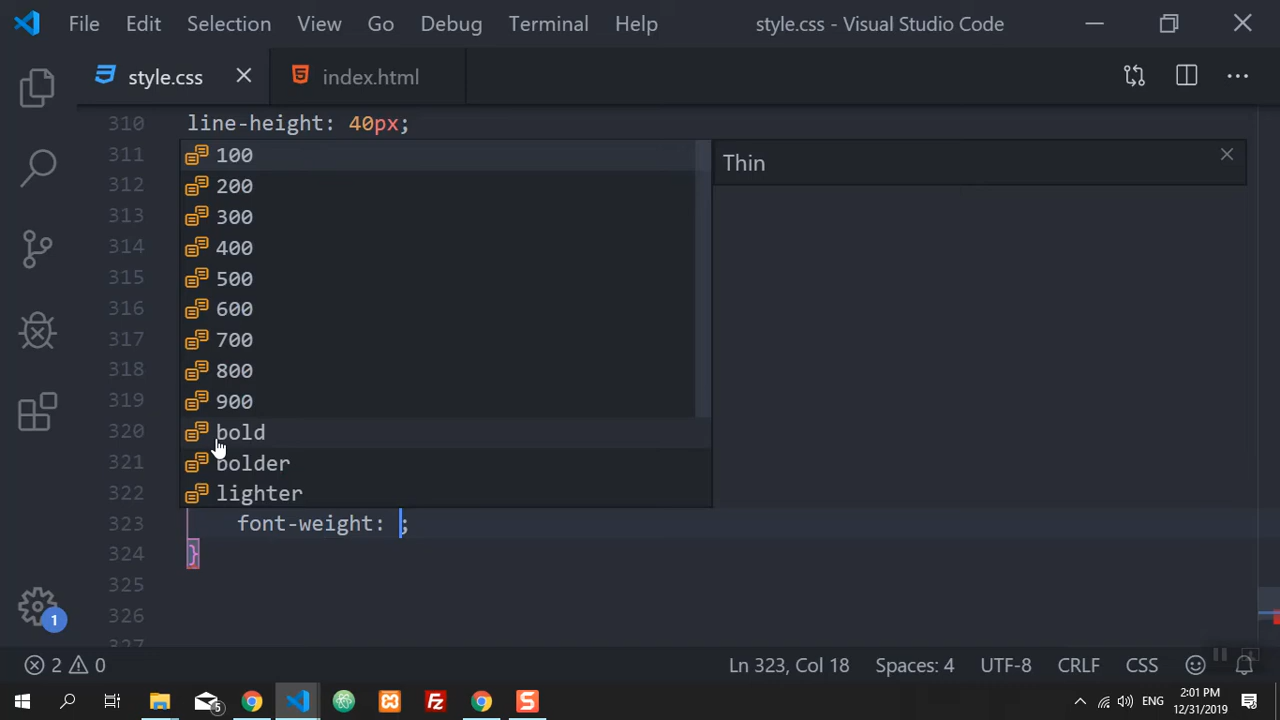 File Edit Selection View Go Debug Terminal Help style.css - Visual Studio Code
style.css index.html
310 line-height: 40px;
311 100 Thin
312 200
313 300
314 400
315 500
316 600
317 700
318 800
319 900
320 bold
321 bolder
322 lighter
323 font-weight: ;
324 }
325
326
327
1
2 0 Ln 323, Col 18 Spaces: 4 UTF-8 CRLF CSS
5 ENG 2:01 PM
12/31/2019